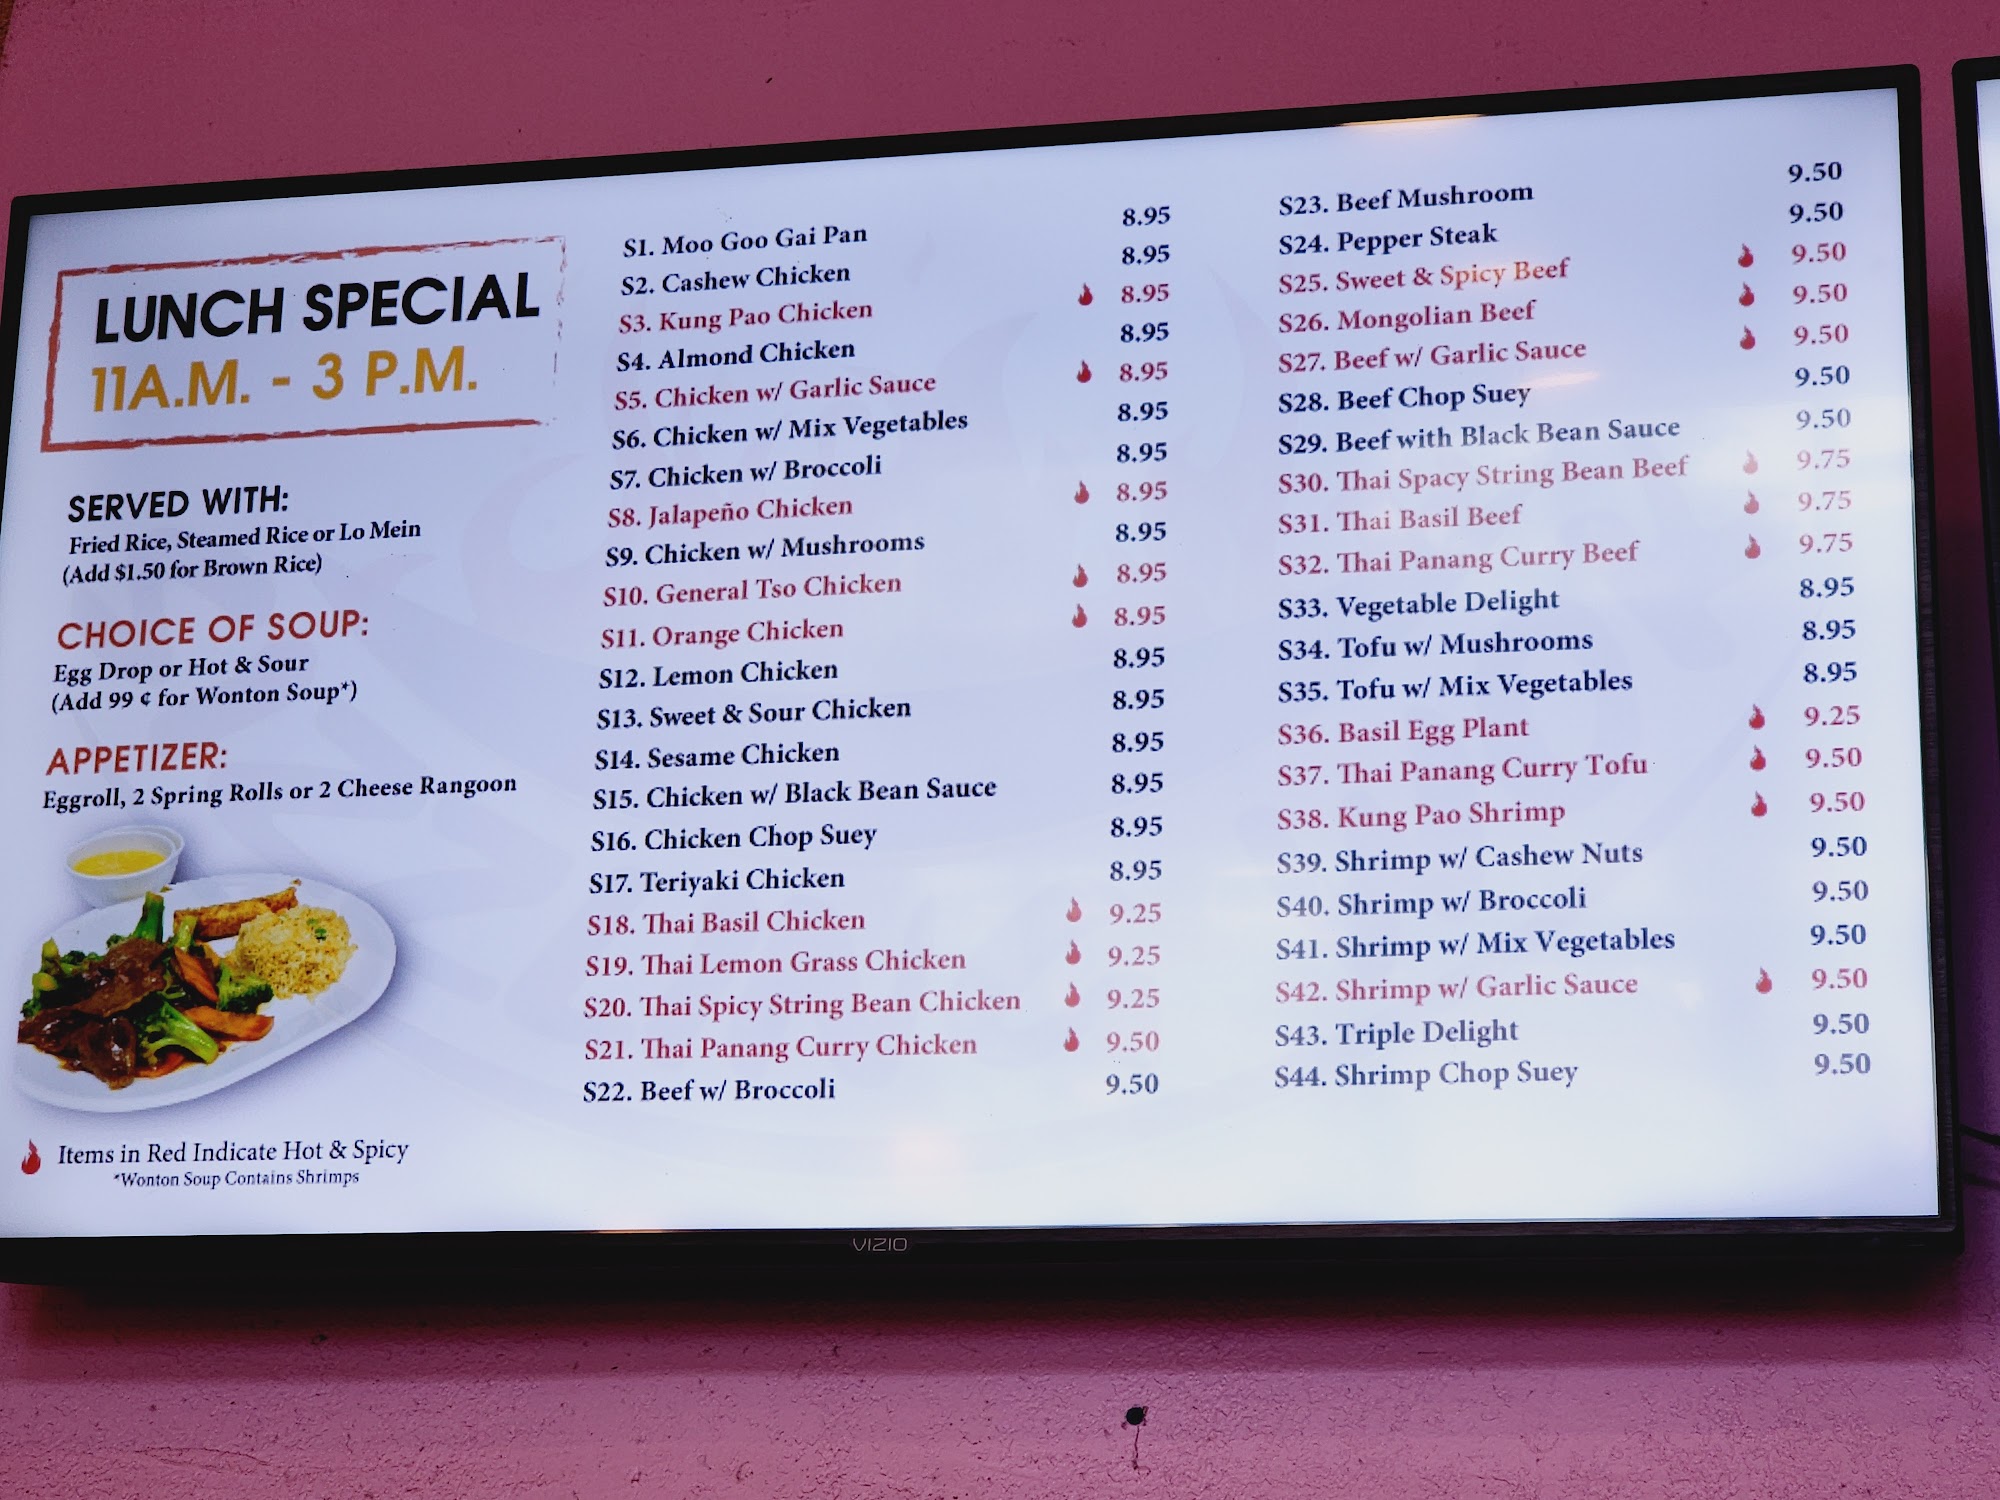 LUNCH SPECIAL
11A.M. - 3 P.M.
SERVED WITH:
Fried Rice, Steamed Rice or Lo Mein
(Add $1.50 for Brown Rice)
CHOICE OF SOUP:
Egg Drop or Hot & Sour
(Add 99 ¢ for Wonton Soup*)
APPETIZER:
Eggroll, 2 Spring Rolls or 2 Cheese Rangoon
Items in Red Indicate Hot & Spicy
*Wonton Soup Contains Shrimps
S1. Moo Goo Gai Pan 8.95
S2. Cashew Chicken 8.95
S3. Kung Pao Chicken 8.95
S4. Almond Chicken 8.95
S5. Chicken w/ Garlic Sauce 8.95
S6. Chicken w/ Mix Vegetables 8.95
S7. Chicken w/ Broccoli 8.95
S8. Jalapeño Chicken 8.95
S9. Chicken w/ Mushrooms 8.95
S10. General Tso Chicken 8.95
S11. Orange Chicken 8.95
S12. Lemon Chicken 8.95
S13. Sweet & Sour Chicken 8.95
S14. Sesame Chicken 8.95
S15. Chicken w/ Black Bean Sauce 8.95
S16. Chicken Chop Suey 8.95
S17. Teriyaki Chicken 8.95
S18. Thai Basil Chicken 9.25
S19. Thai Lemon Grass Chicken 9.25
S20. Thai Spicy String Bean Chicken 9.25
S21. Thai Panang Curry Chicken 9.50
S22. Beef w/ Broccoli 9.50
S23. Beef Mushroom 9.50
S24. Pepper Steak 9.50
S25. Sweet & Spicy Beef 9.50
S26. Mongolian Beef 9.50
S27. Beef w/ Garlic Sauce 9.50
S28. Beef Chop Suey 9.50
S29. Beef with Black Bean Sauce 9.50
S30. Thai Spacy String Bean Beef 9.75
S31. Thai Basil Beef 9.75
S32. Thai Panang Curry Beef 9.75
S33. Vegetable Delight 8.95
S34. Tofu w/ Mushrooms 8.95
S35. Tofu w/ Mix Vegetables 8.95
S36. Basil Egg Plant 9.25
S37. Thai Panang Curry Tofu 9.50
S38. Kung Pao Shrimp 9.50
S39. Shrimp w/ Cashew Nuts 9.50
S40. Shrimp w/ Broccoli 9.50
S41. Shrimp w/ Mix Vegetables 9.50
S42. Shrimp w/ Garlic Sauce 9.50
S43. Triple Delight 9.50
S44. Shrimp Chop Suey 9.50
VIZIO